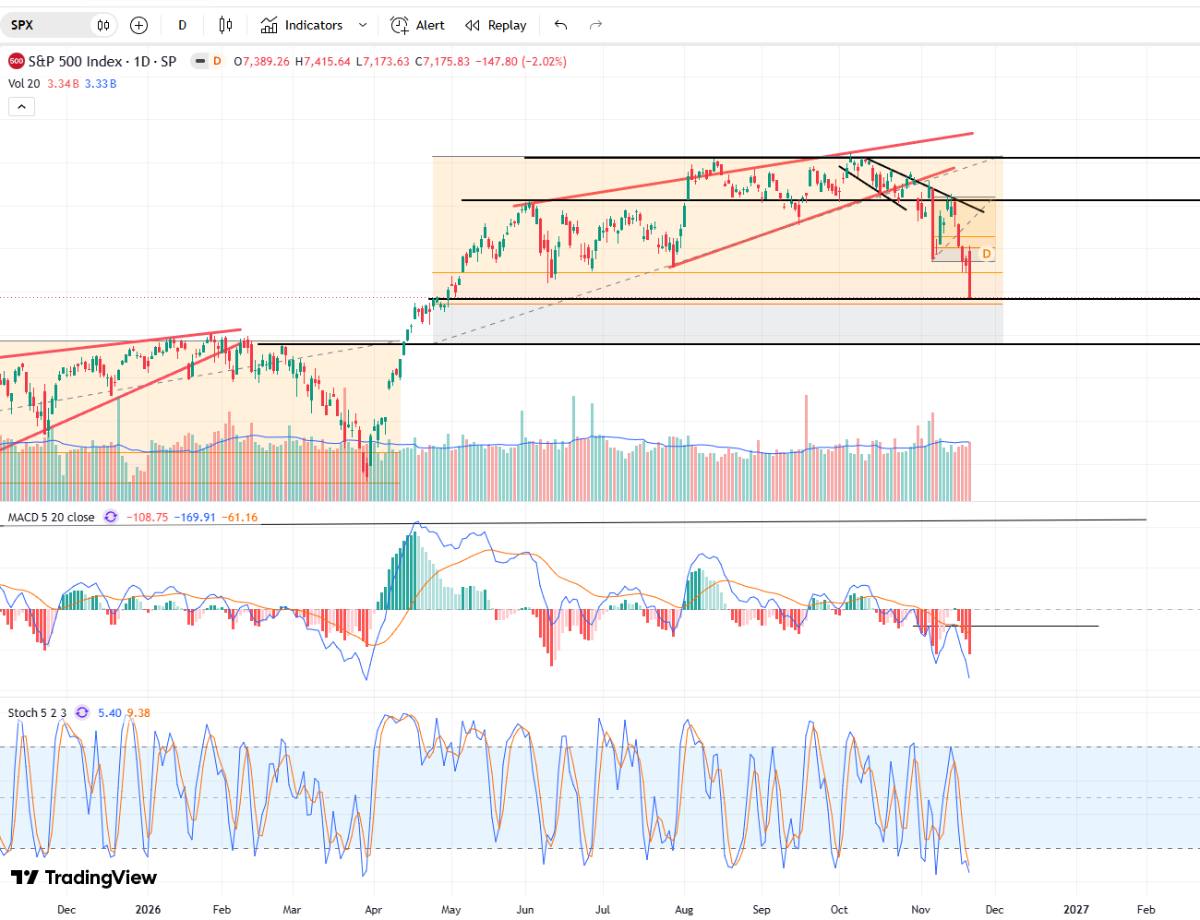 SPX D Indicators Alert Replay
500 S&P 500 Index · 1D · SP D O7,389.26 H7,415.64 L7,173.63 C7,175.83 −147.80 (−2.02%)
Vol 20 3.34B 3.33B
D
MACD 5 20 close −108.75 −169.91 −61.16
Stoch 5 2 3 5.40 9.38
TradingView
Dec 2026 Feb Mar Apr May Jun Jul Aug Sep Oct Nov Dec 2027 Feb